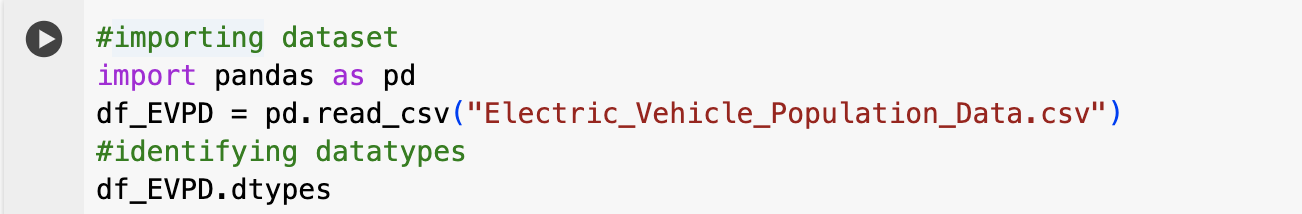 #importing dataset
import pandas as pd
df_EVPD = pd.read_csv("Electric_Vehicle_Population_Data.csv")
#identifying datatypes
df_EVPD.dtypes